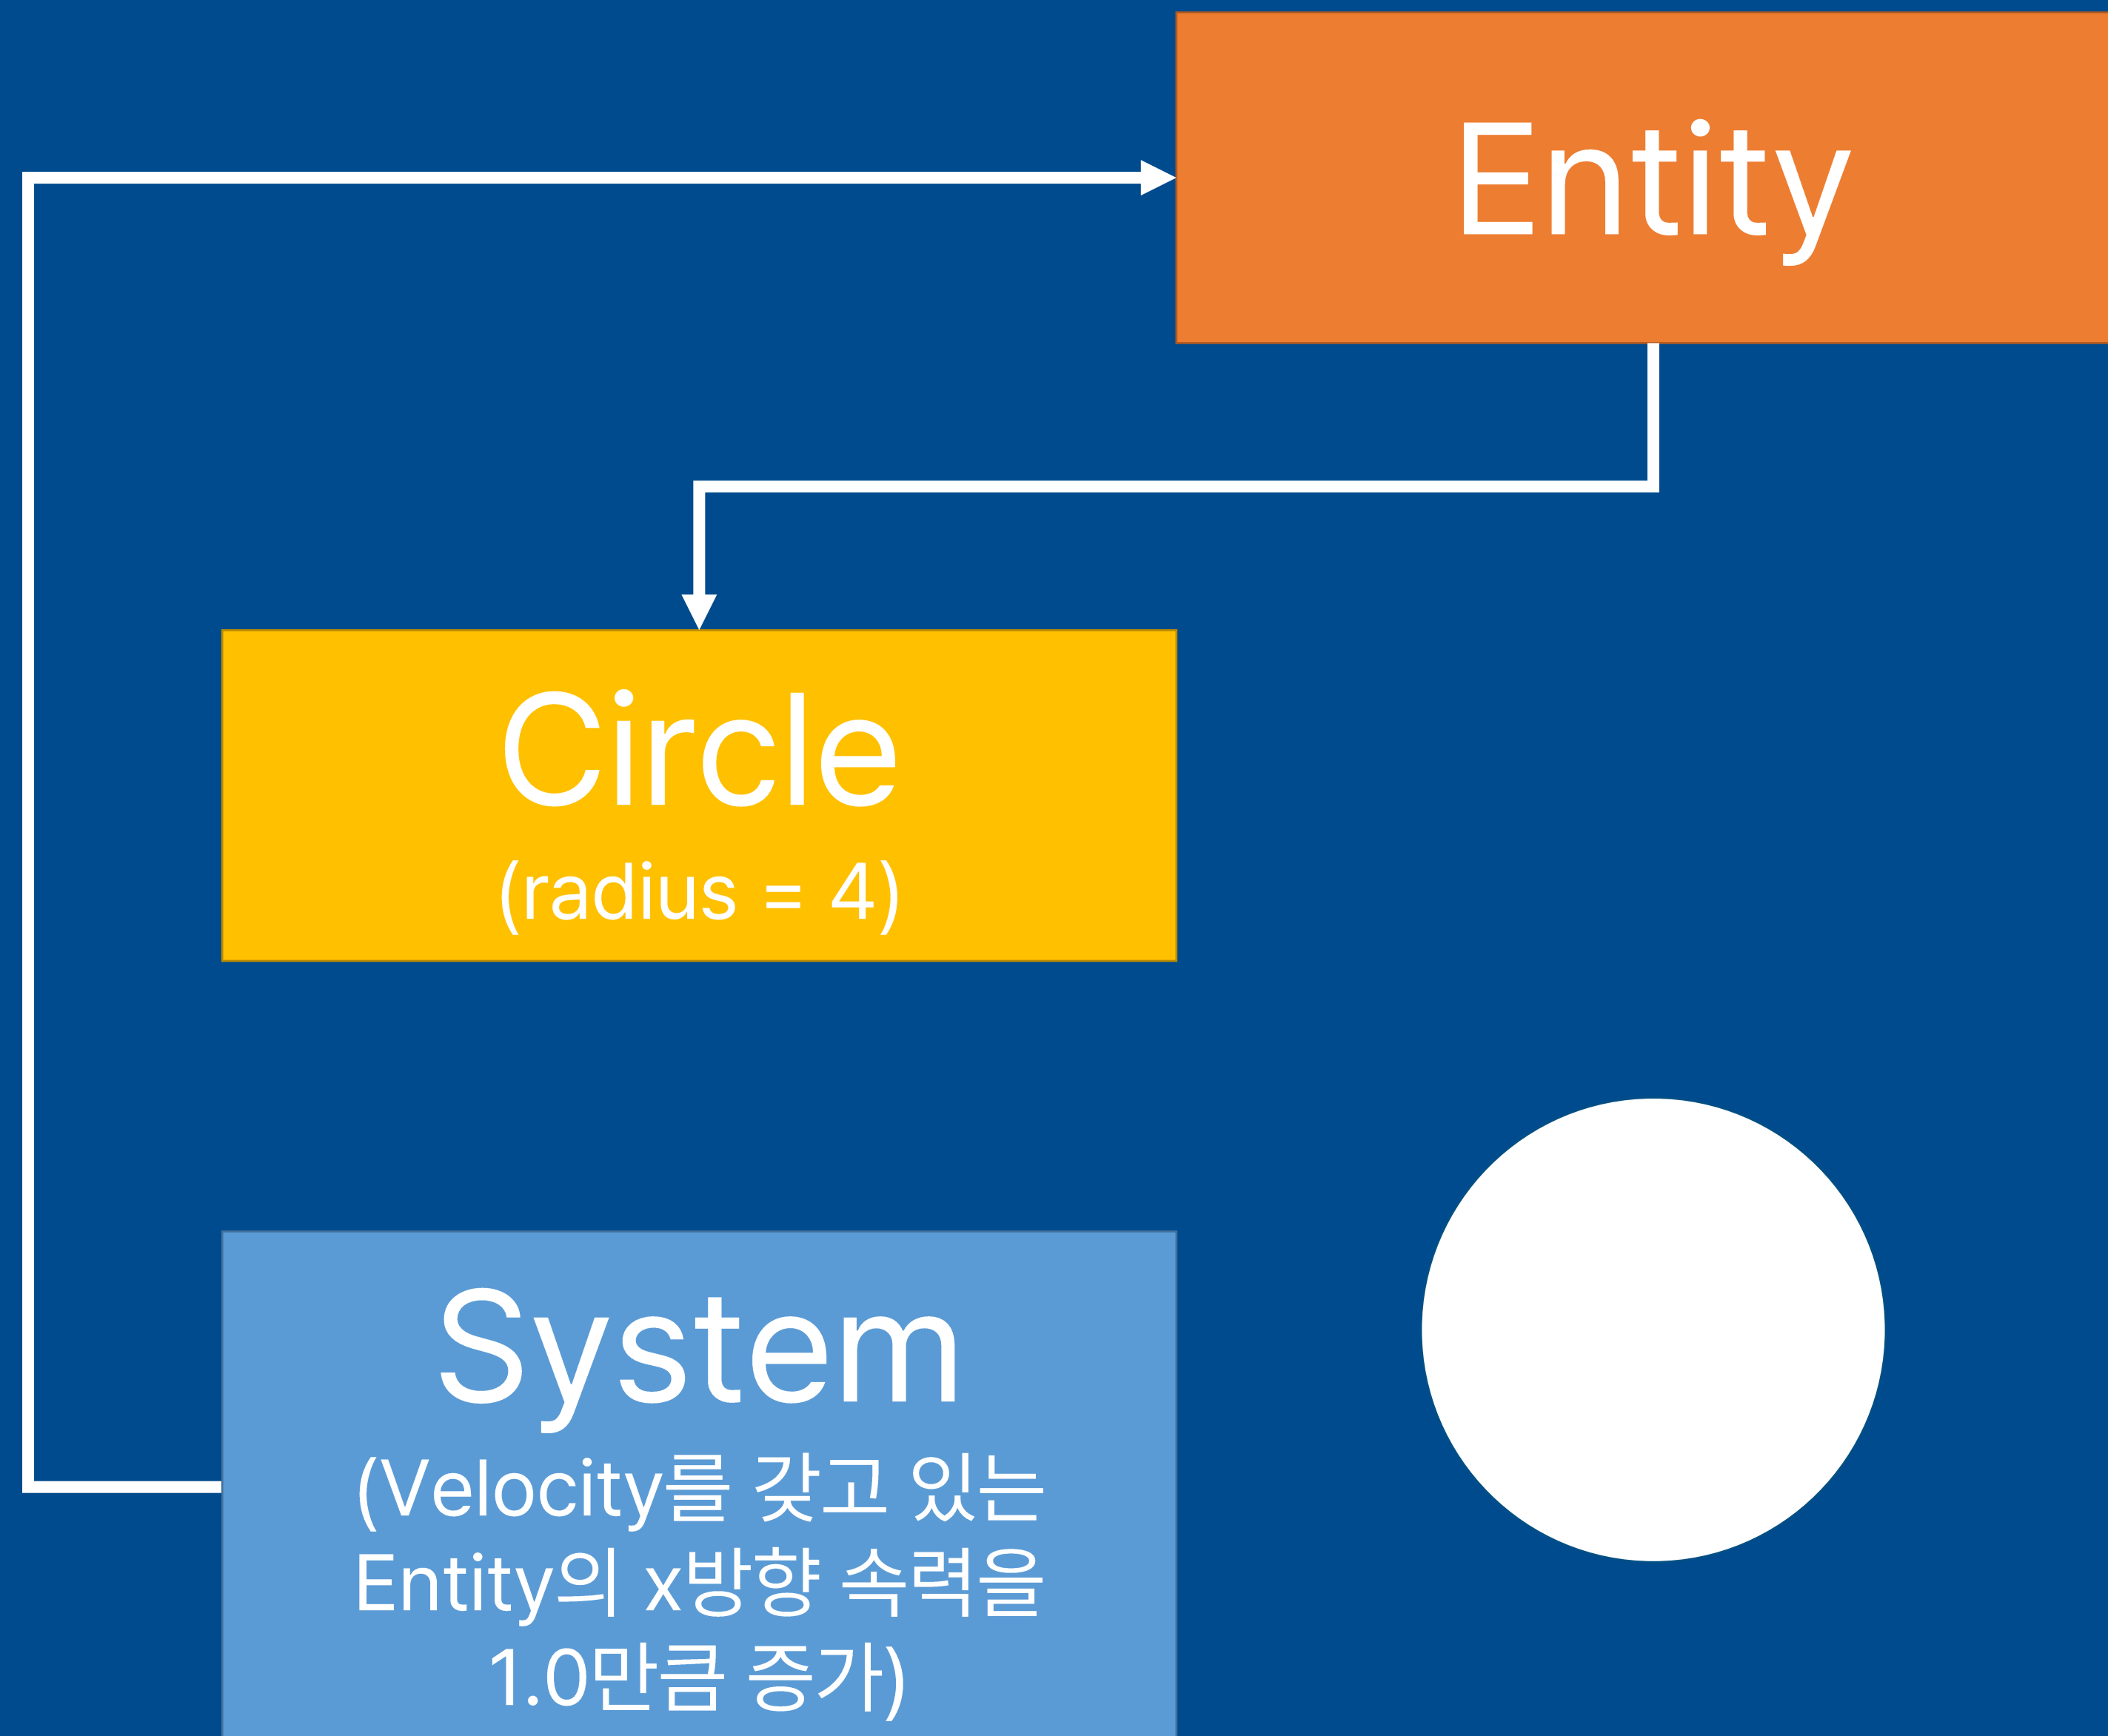 Entity
Circle
(radius = 4)
System
(Velocity를 갖고 있는
Entity의 x방향 속력을
1.0만큼 증가)